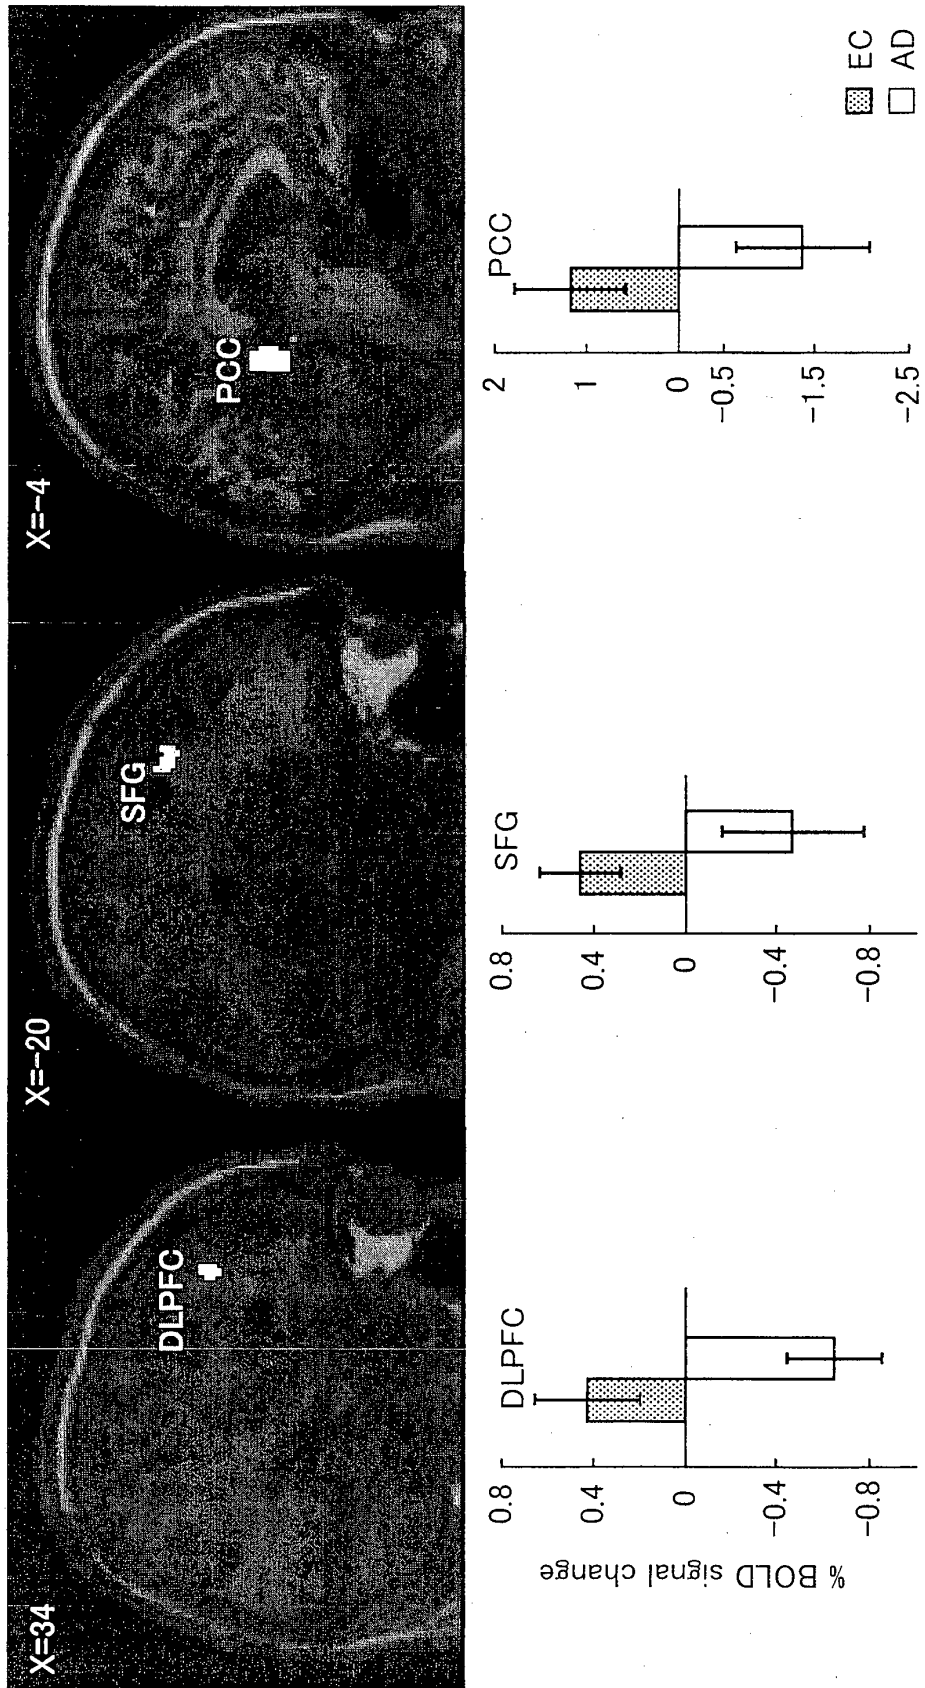 X=34
X=-20
X=-4
DLPFC
SFG
PCC
% BOLD signal change
DLPFC
0.8
0.4
0
-0.4
-0.8
SFG
0.8
0.4
0
-0.4
-0.8
PCC
2
1
0
-0.5
-1.5
-2.5
EC
AD